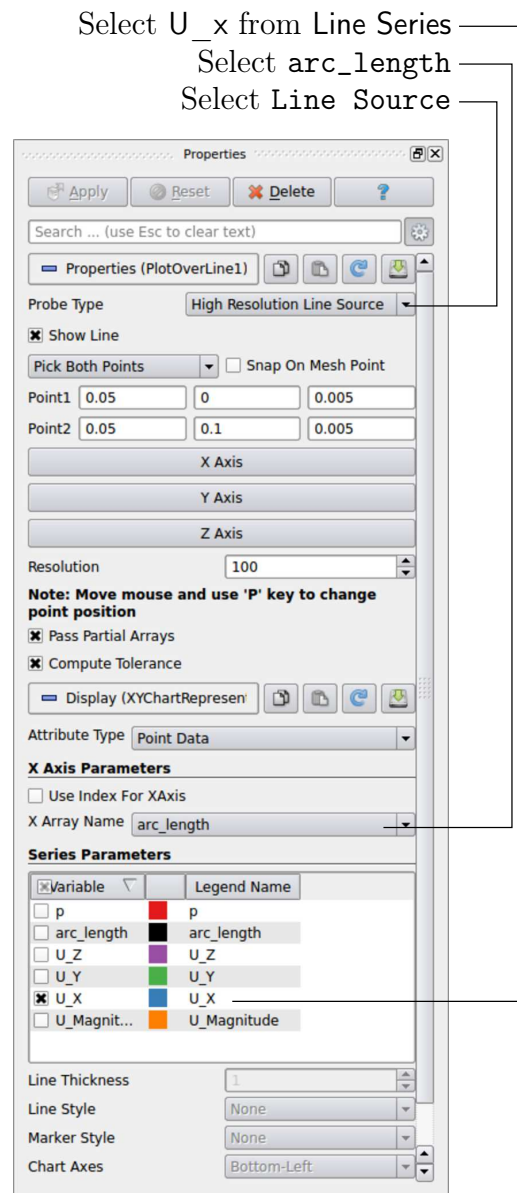 Select U_x from Line Series
Select arc_length
Select Line Source
Properties
Apply Reset Delete ?
Search ... (use Esc to clear text)
Properties (PlotOverLine1)
Probe Type High Resolution Line Source
Show Line
Pick Both Points Snap On Mesh Point
Point1 0.05 0 0.005
Point2 0.05 0.1 0.005
X Axis
Y Axis
Z Axis
Resolution 100
Note: Move mouse and use 'P' key to change
point position
Pass Partial Arrays
Compute Tolerance
Display (XYChartRepresen
Attribute Type Point Data
X Axis Parameters
Use Index For XAxis
X Array Name arc_length
Series Parameters
Variable Legend Name
p p
arc_length arc_length
U_Z U_Z
U_Y U_Y
U_X U_X
U_Magnit... U_Magnitude
Line Thickness 1
Line Style None
Marker Style None
Chart Axes Bottom-Left